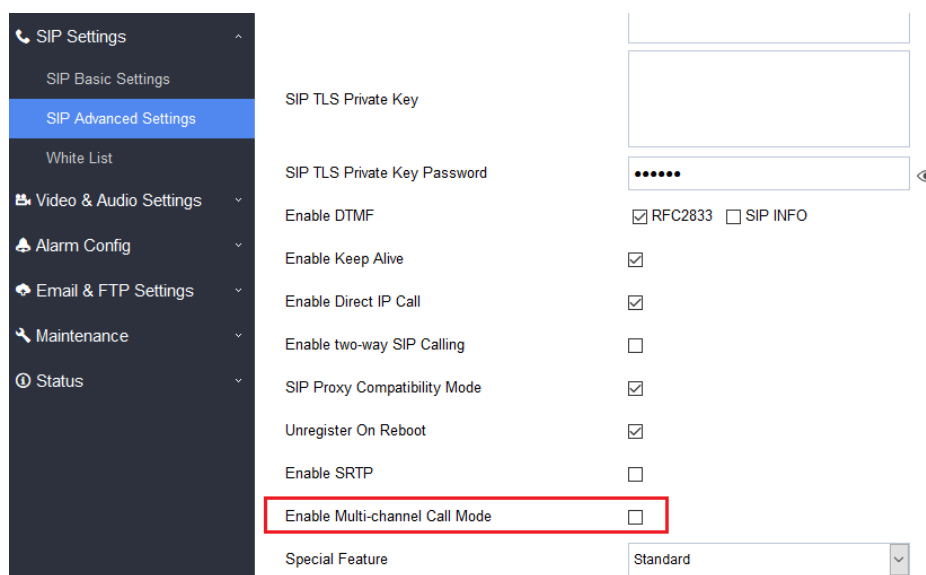 SIP Settings
SIP Basic Settings
SIP Advanced Settings
White List
Video & Audio Settings
Alarm Config
Email & FTP Settings
Maintenance
Status
SIP TLS Private Key
SIP TLS Private Key Password ••••••
Enable DTMF RFC2833 SIP INFO
Enable Keep Alive
Enable Direct IP Call
Enable two-way SIP Calling
SIP Proxy Compatibility Mode
Unregister On Reboot
Enable SRTP
Enable Multi-channel Call Mode
Special Feature Standard